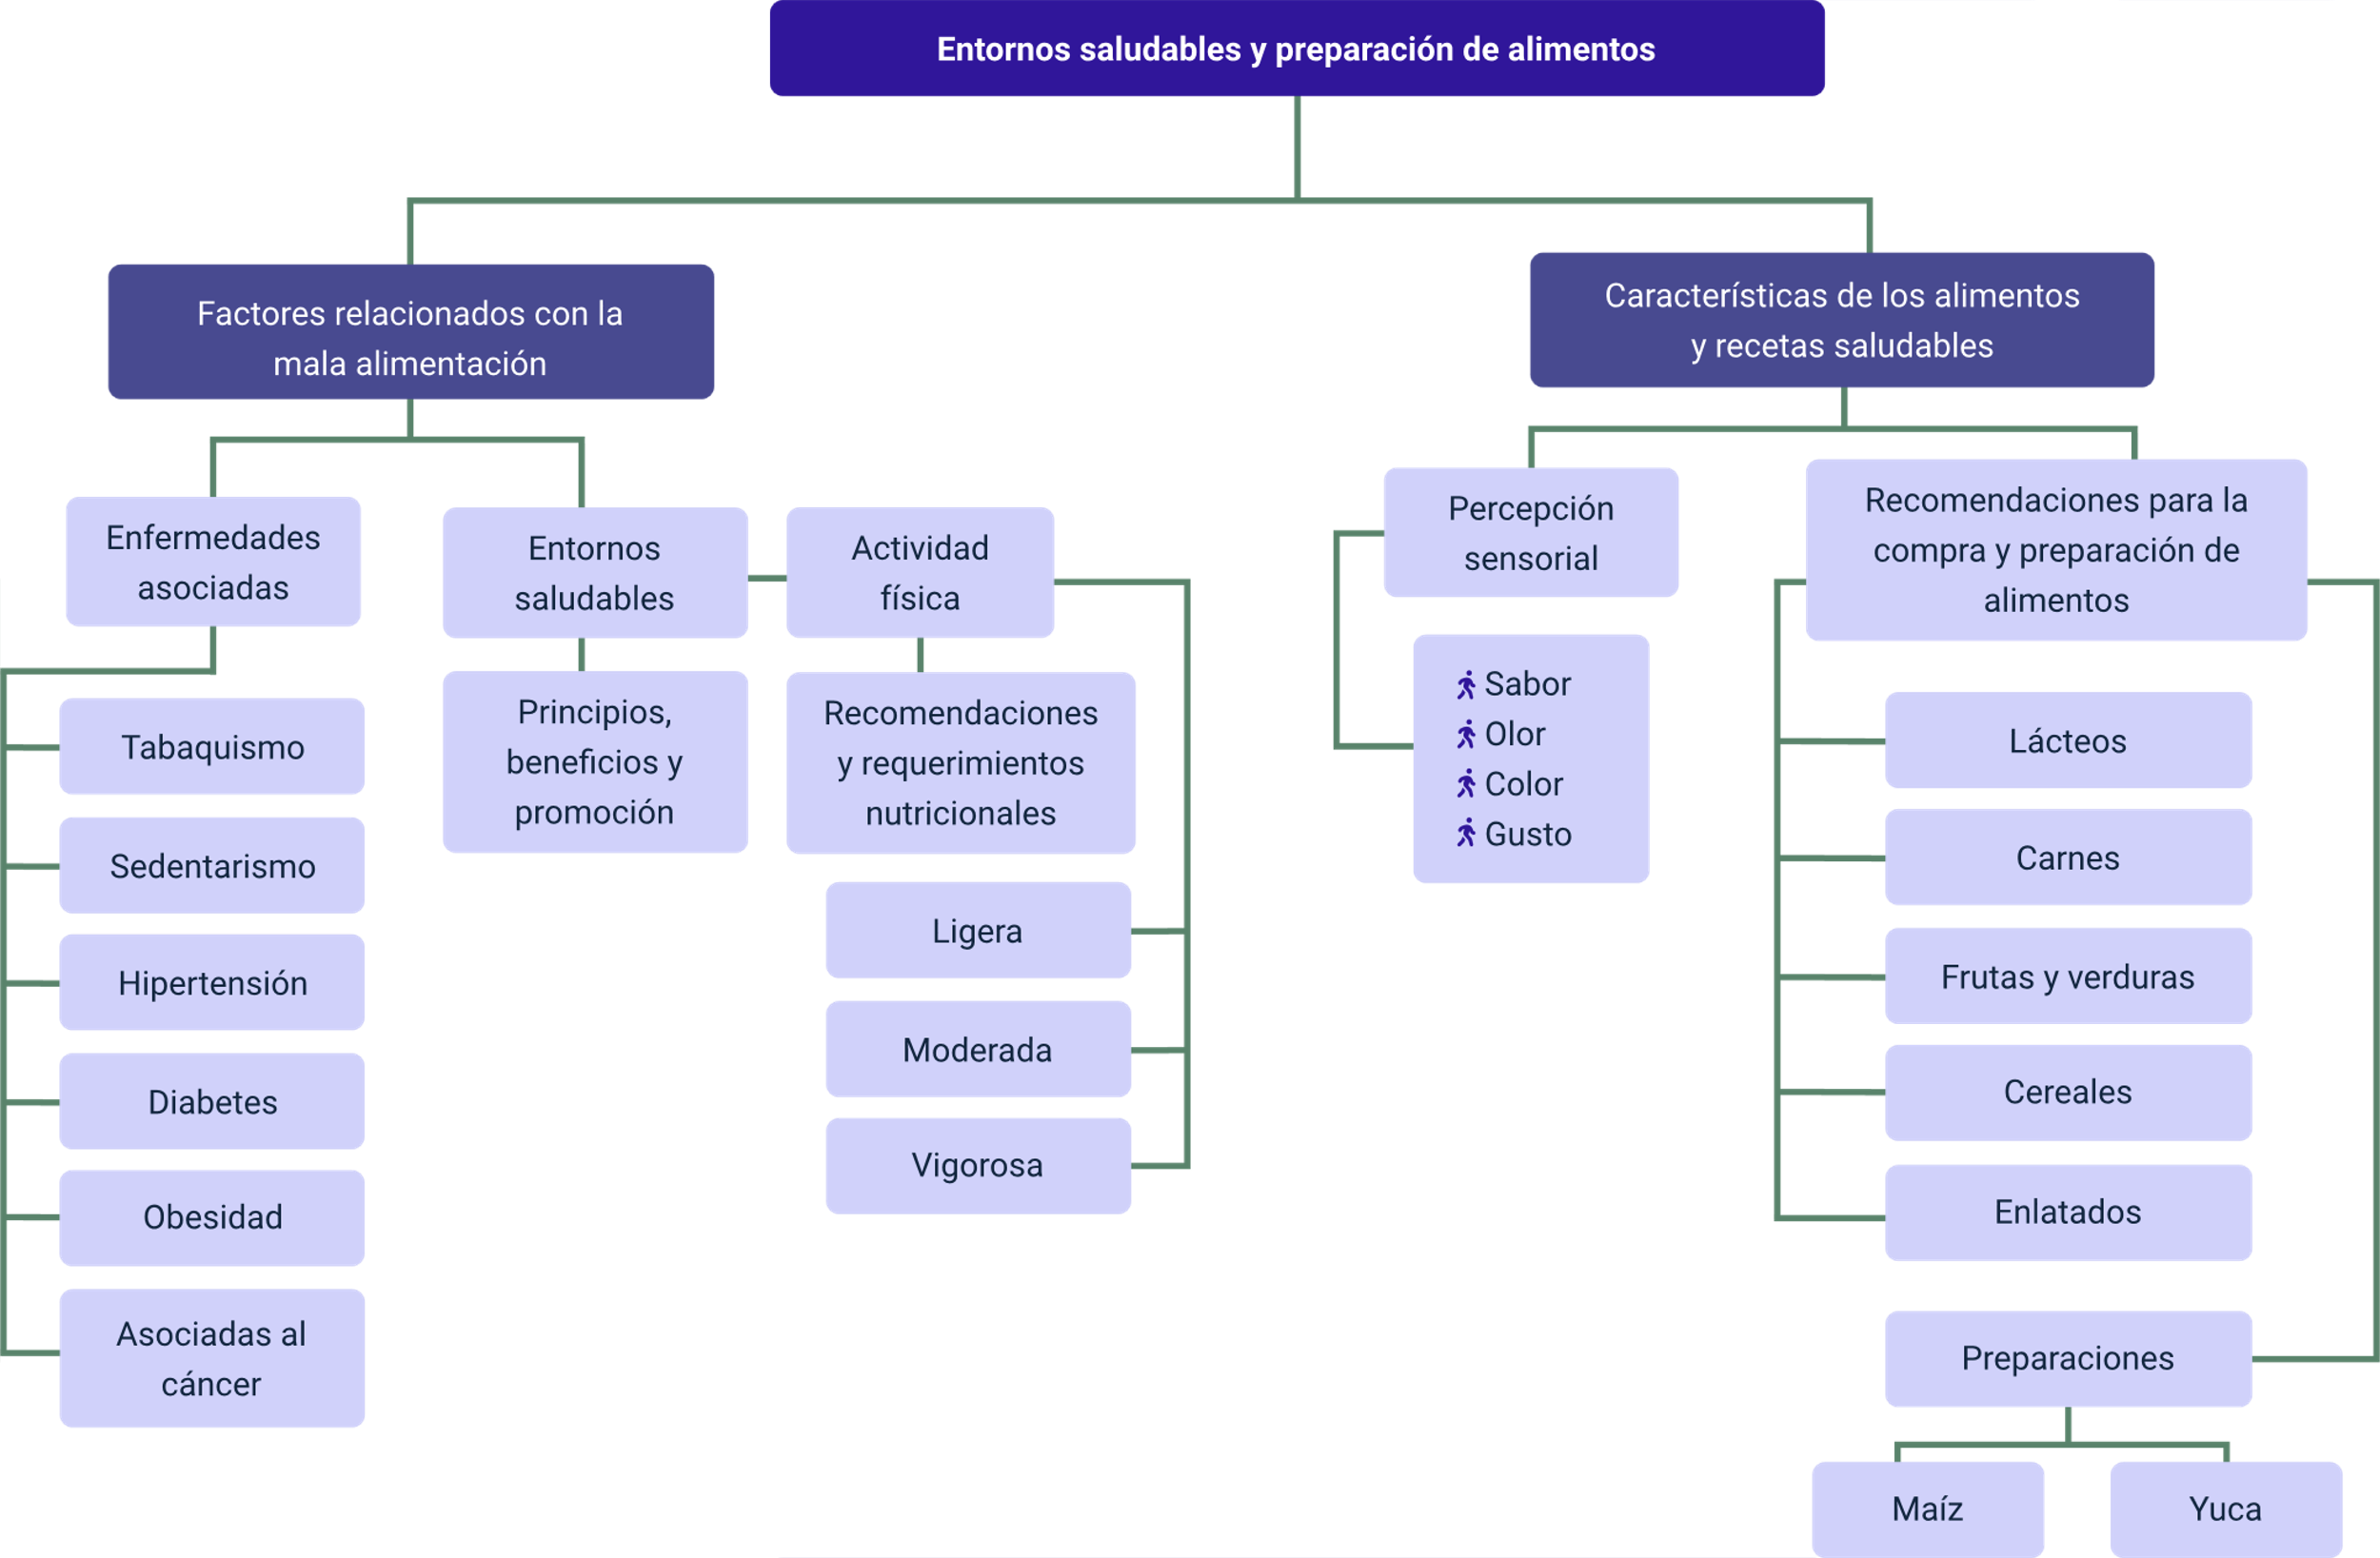 Entornos saludables y preparación de alimentos
Factores relacionados con la
mala alimentación
Enfermedades
asociadas
Tabaquismo
Sedentarismo
Hipertensión
Diabetes
Obesidad
Asociadas al
cáncer
Entornos
saludables
Principios,
beneficios y
promoción
Actividad
física
Recomendaciones
y requerimientos
nutricionales
Ligera
Moderada
Vigorosa
Características de los alimentos
y recetas saludables
Percepción
sensorial
Sabor
Olor
Color
Gusto
Recomendaciones para la
compra y preparación de
alimentos
Lácteos
Carnes
Frutas y verduras
Cereales
Enlatados
Preparaciones
Maíz
Yuca